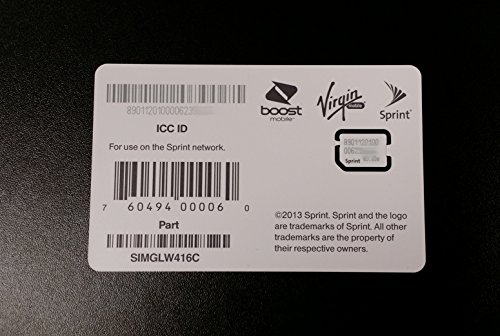 boost
mobile
Virgin
mobile
Sprint
ICC ID
For use on the Sprint network.
8901120100
Sprint
7 60494 00006 0
Part
SIMGLW416C
©2013 Sprint. Sprint and the logo
are trademarks of Sprint. All other
trademarks are the property of
their respective owners.